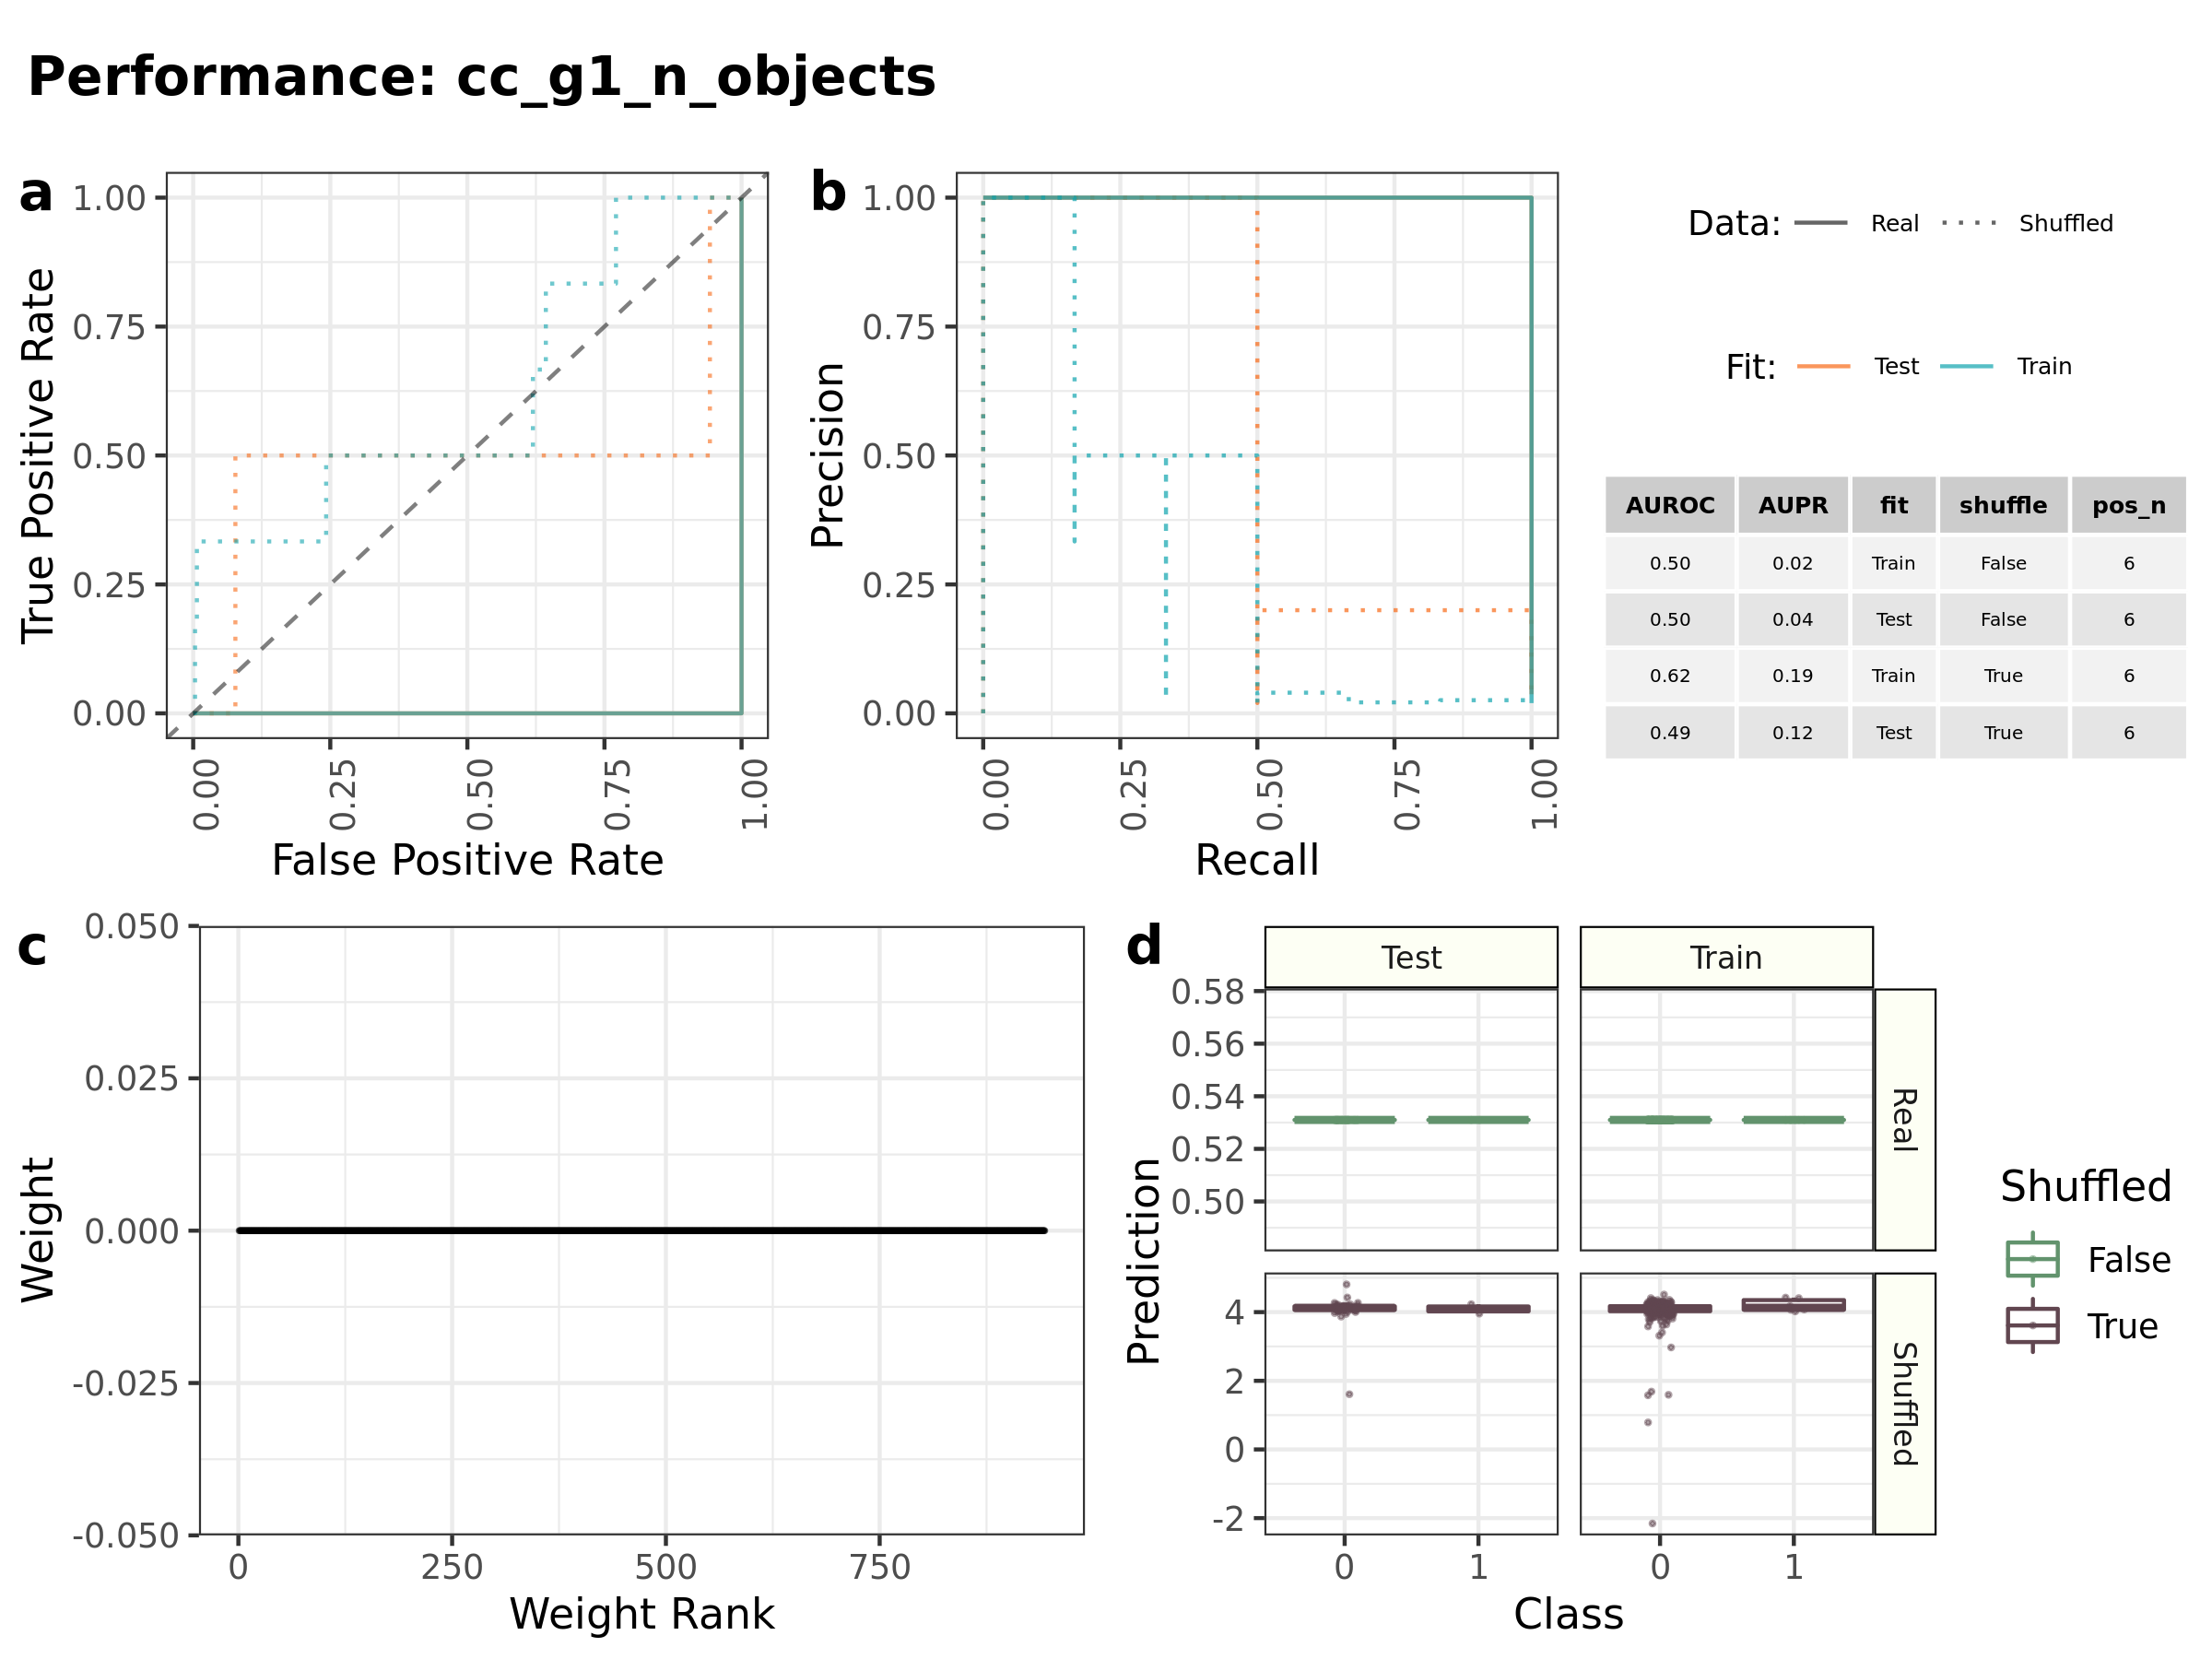 Performance: cc_g1_n_objects
a
True Positive Rate
1.00
0.75
0.50
0.25
0.00
0.00 0.25 0.50 0.75 1.00
False Positive Rate
b
Precision
1.00
0.75
0.50
0.25
0.00
0.00 0.25 0.50 0.75 1.00
Recall
Data: Real Shuffled
Fit: Test Train
AUROC AUPR fit shuffle pos_n
0.50 0.02 Train False 6
0.50 0.04 Test False 6
0.62 0.19 Train True 6
0.49 0.12 Test True 6
c
Weight
0.050
0.025
0.000
-0.025
-0.050
0 250 500 750
Weight Rank
d
Test Train
Prediction
0.58
0.56
0.54
0.52
0.50
Real
4
2
0
-2
Shuffled
0 1 0 1
Class
Shuffled
False
True